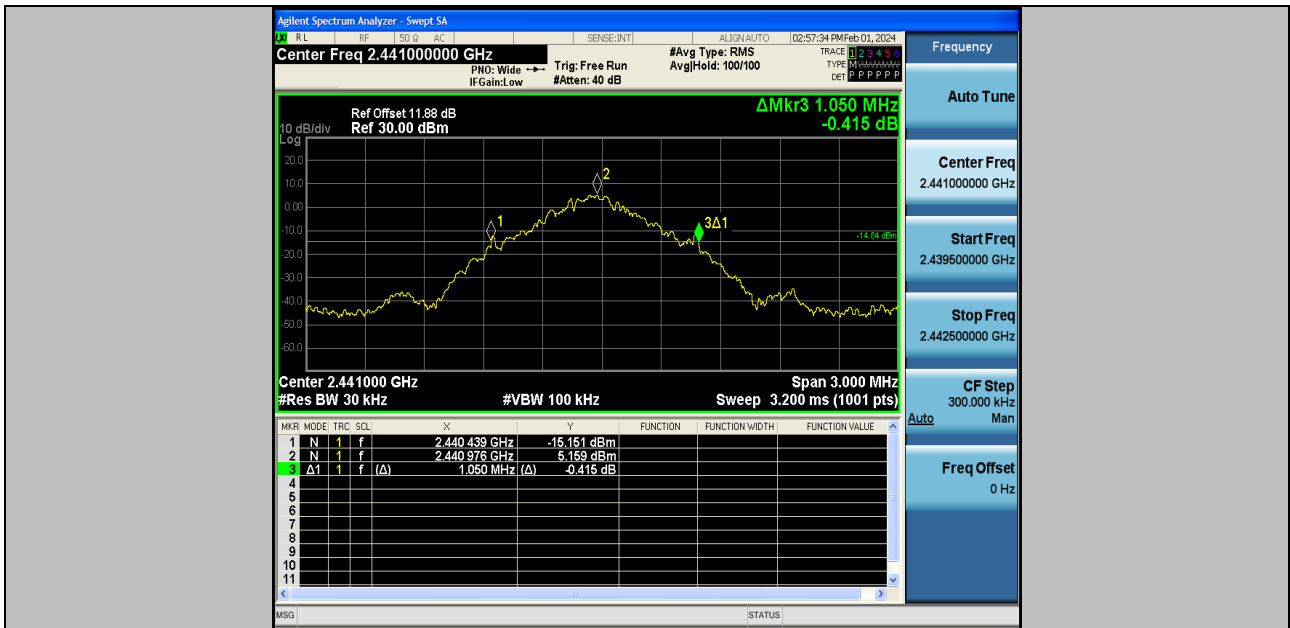 Agilent Spectrum Analyzer - Swept SA
RL RF 50 Ω AC SENSE:INT ALIGN AUTO 02:57:34 PM Feb 01, 2024
Center Freq 2.441000000 GHz
PNO: Wide
IFGain:Low
Trig: Free Run
#Atten: 40 dB
#Avg Type: RMS
Avg|Hold: 100/100
TRACE 1 2 3 4 5 6
TYPE M W W W W W
DET P P P P P P
Ref Offset 11.88 dB
10 dB/div Ref 30.00 dBm
Log
ΔMkr3 1.050 MHz
-0.415 dB
20.0
10.0
0.00
-10.0
-20.0
-30.0
-40.0
-50.0
-60.0
1
2
3Δ1
-14.84 dBm
Center 2.441000 GHz Span 3.000 MHz
#Res BW 30 kHz #VBW 100 kHz Sweep 3.200 ms (1001 pts)
MKR MODE TRC SCL X Y FUNCTION FUNCTION WIDTH FUNCTION VALUE
1 N 1 f 2.440 439 GHz -15.151 dBm
2 N 1 f 2.440 976 GHz 5.159 dBm
3 Δ1 1 f (Δ) 1.050 MHz (Δ) -0.415 dB
4
5
6
7
8
9
10
11
MSG STATUS
Frequency
Auto Tune
Center Freq
2.441000000 GHz
Start Freq
2.439500000 GHz
Stop Freq
2.442500000 GHz
CF Step
300.000 kHz
Auto Man
Freq Offset
0 Hz